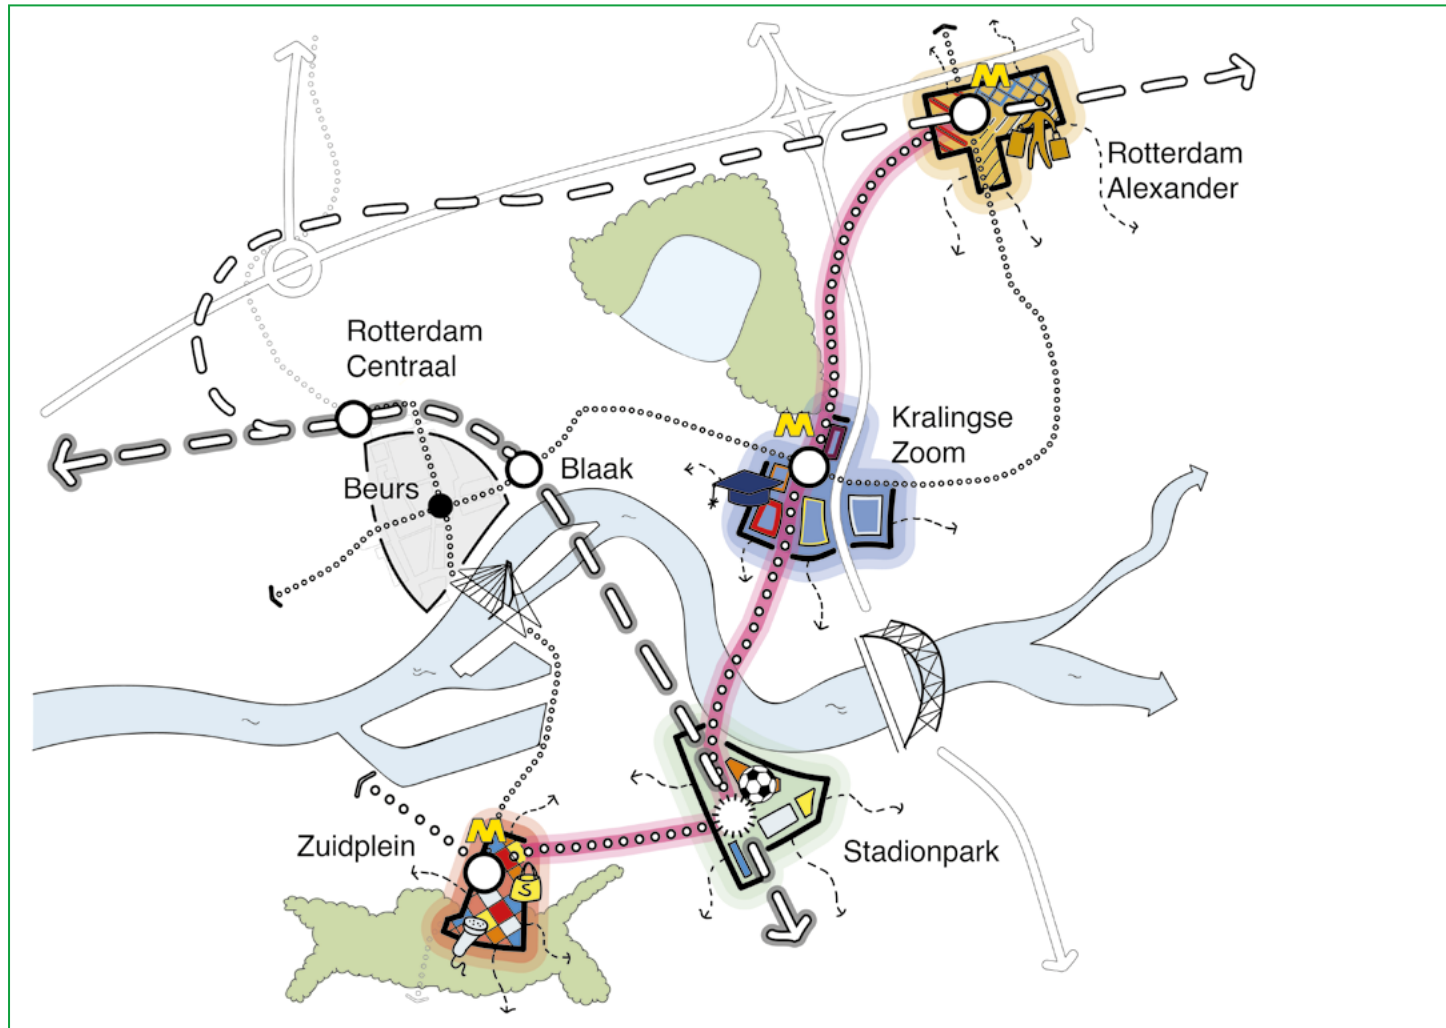 Rotterdam
Alexander
Rotterdam
Centraal
Kralingse
Zoom
Blaak
Beurs
Zuidplein
Stadionpark
M
M
M
S